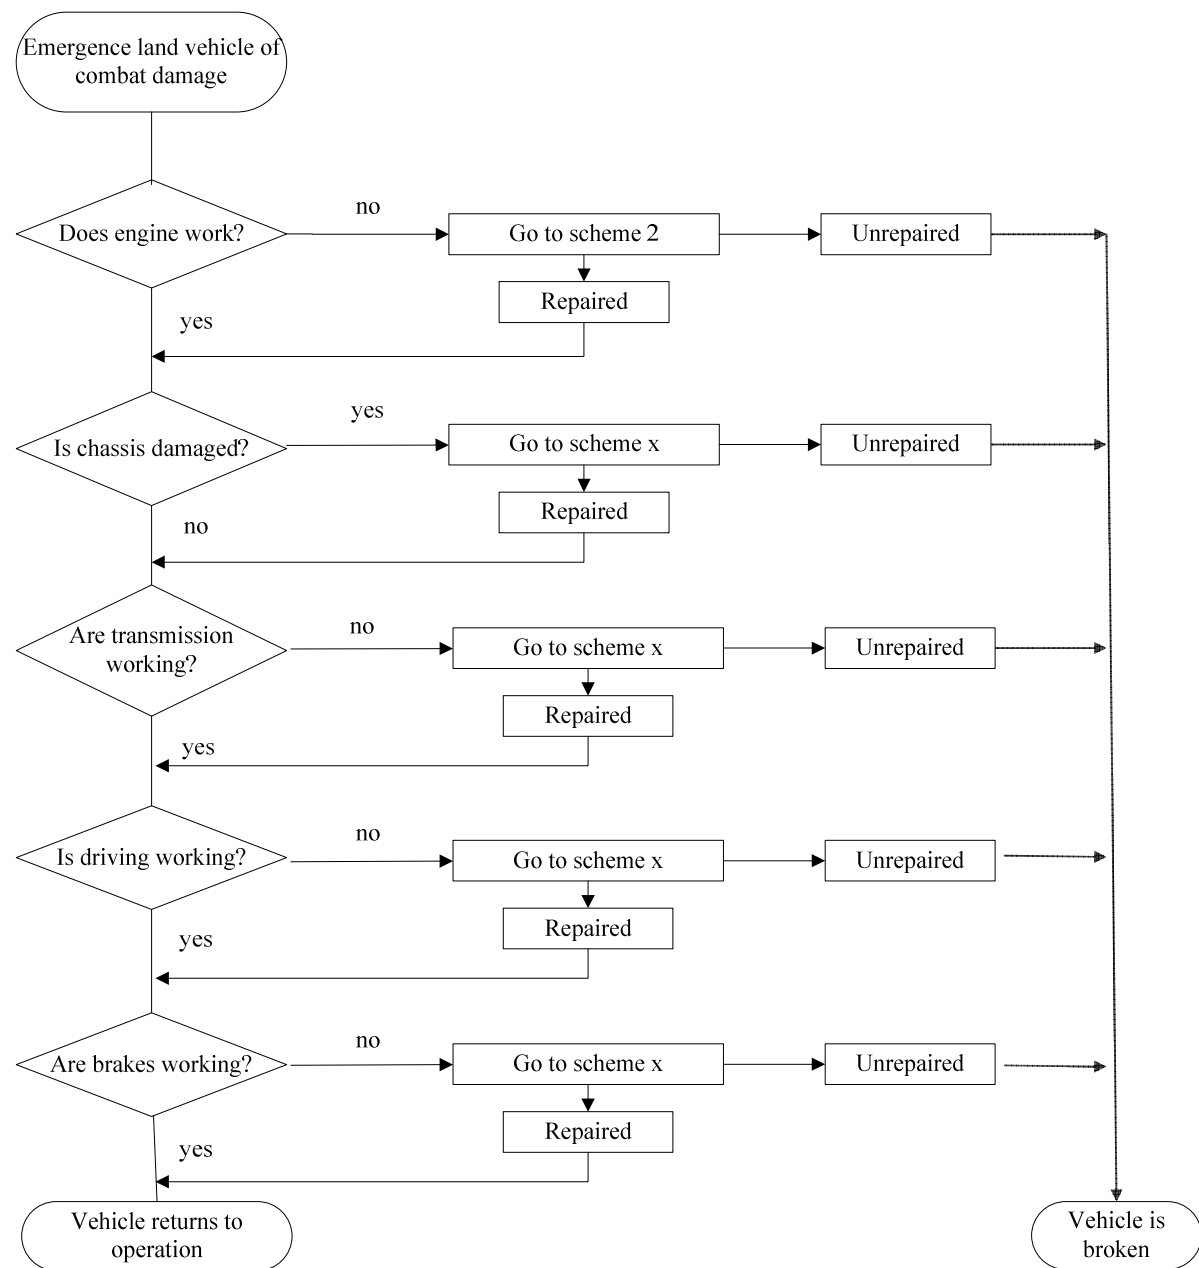 Emergence land vehicle of
combat damage
no
Does engine work?
Go to scheme 2
Unrepaired
Repaired
yes
yes
Is chassis damaged?
Go to scheme x
Unrepaired
Repaired
no
no
Are transmission
working?
Go to scheme x
Unrepaired
Repaired
yes
no
Is driving working?
Go to scheme x
Unrepaired
Repaired
yes
no
Are brakes working?
Go to scheme x
Unrepaired
Repaired
yes
Vehicle returns to
operation
Vehicle is
broken